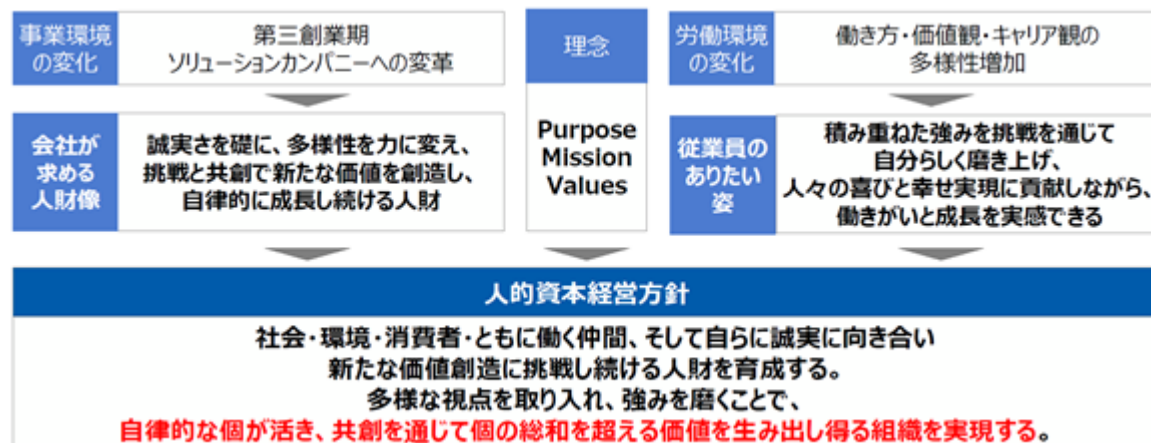 事業環境
の変化
第三創業期
ソリューションカンパニーへの変革
会社が
求める
人財像
誠実さを礎に、多様性を力に変え、
挑戦と共創で新たな価値を創造し、
自律的に成長し続ける人財
理念
Purpose
Mission
Values
労働環境
の変化
働き方・価値観・キャリア観の
多様性増加
従業員の
ありたい
姿
積み重ねた強みを挑戦を通じて
自分らしく磨き上げ、
人々の喜びと幸せ実現に貢献しながら、
働きがいと成長を実感できる
人的資本経営方針
社会・環境・消費者・ともに働く仲間、そして自らに誠実に向き合い
新たな価値創造に挑戦し続ける人財を育成する。
多様な視点を取り入れ、強みを磨くことで、
自律的な個が活き、共創を通じて個の総和を超える価値を生み出し得る組織を実現する。